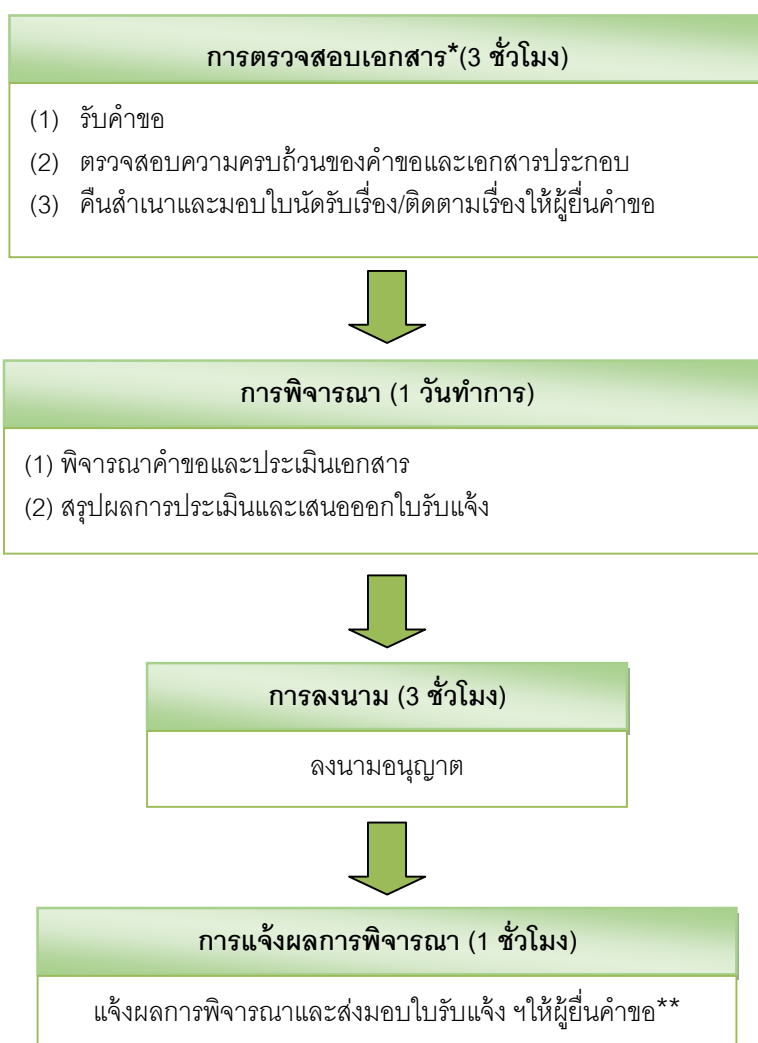 การตรวจสอบเอกสาร*(3 ชั่วโมง)
(1) รับคำขอ
(2) ตรวจสอบความครบถ้วนของคำขอและเอกสารประกอบ
(3) คืนสำเนาและมอบใบนัดรับเรื่อง/ติดตามเรื่องให้ผู้ยื่นคำขอ
การพิจารณา (1 วันทำการ)
(1) พิจารณาคำขอและประเมินเอกสาร
(2) สรุปผลการประเมินและเสนอออกใบรับแจ้ง
การลงนาม (3 ชั่วโมง)
ลงนามอนุญาต
การแจ้งผลการพิจารณา (1 ชั่วโมง)
แจ้งผลการพิจารณาและส่งมอบใบรับแจ้ง ฯให้ผู้ยื่นคำขอ**